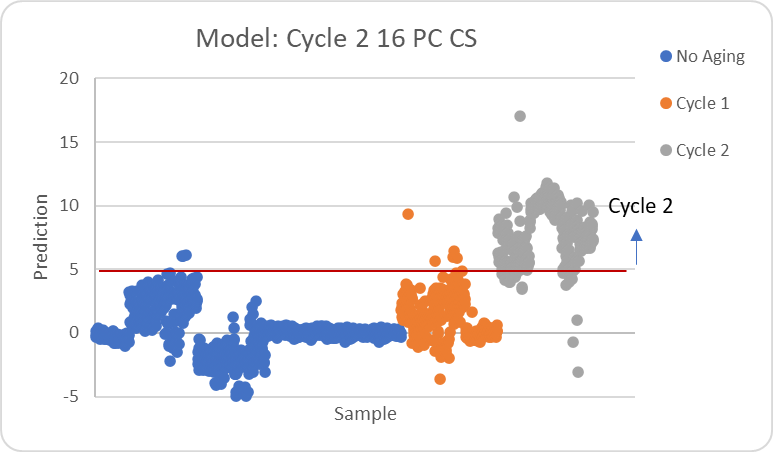 Model: Cycle 2 16 PC CS
No Aging
Cycle 1
Cycle 2
20
15
10
5
0
-5
Prediction
Cycle 2
Sample